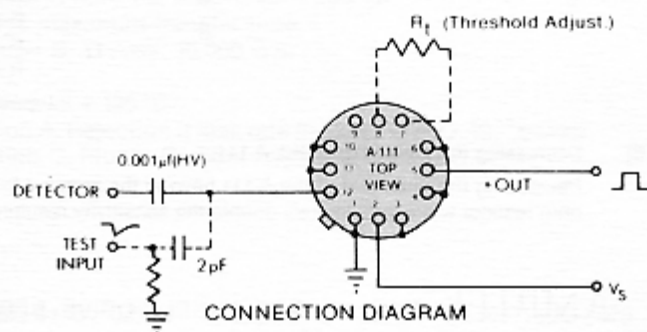 Rt (Threshold Adjust.)
9 8 7
10 A-111 6
11 TOP 5
12 VIEW 4
1 2 3
0.001µf(HV)
DETECTOR
+OUT
TEST
INPUT
2pF
VS
CONNECTION DIAGRAM